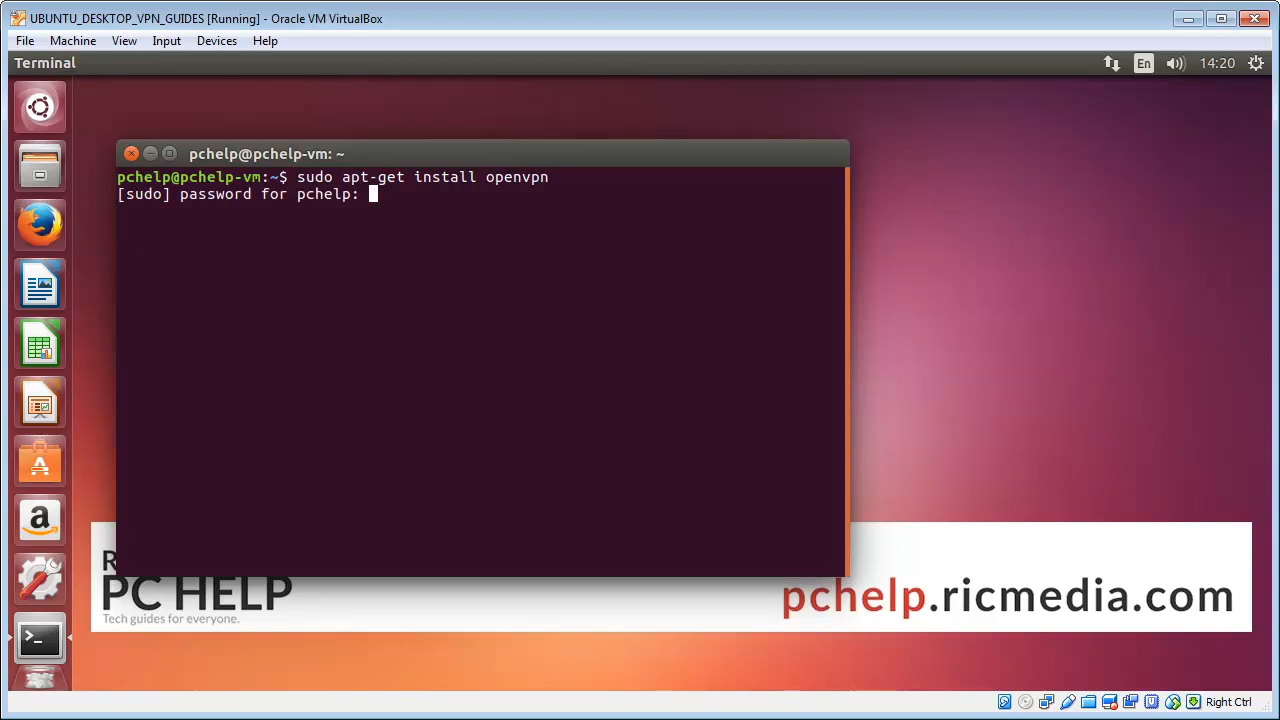 UBUNTU_DESKTOP_VPN_GUIDES [Running] - Oracle VM VirtualBox
File Machine View Input Devices Help
Terminal En 14:20
pchelp@pchelp-vm: ~
pchelp@pchelp-vm:~$ sudo apt-get install openvpn
[sudo] password for pchelp:
PC HELP
Tech guides for everyone.
pchelp.ricmedia.com
Right Ctrl